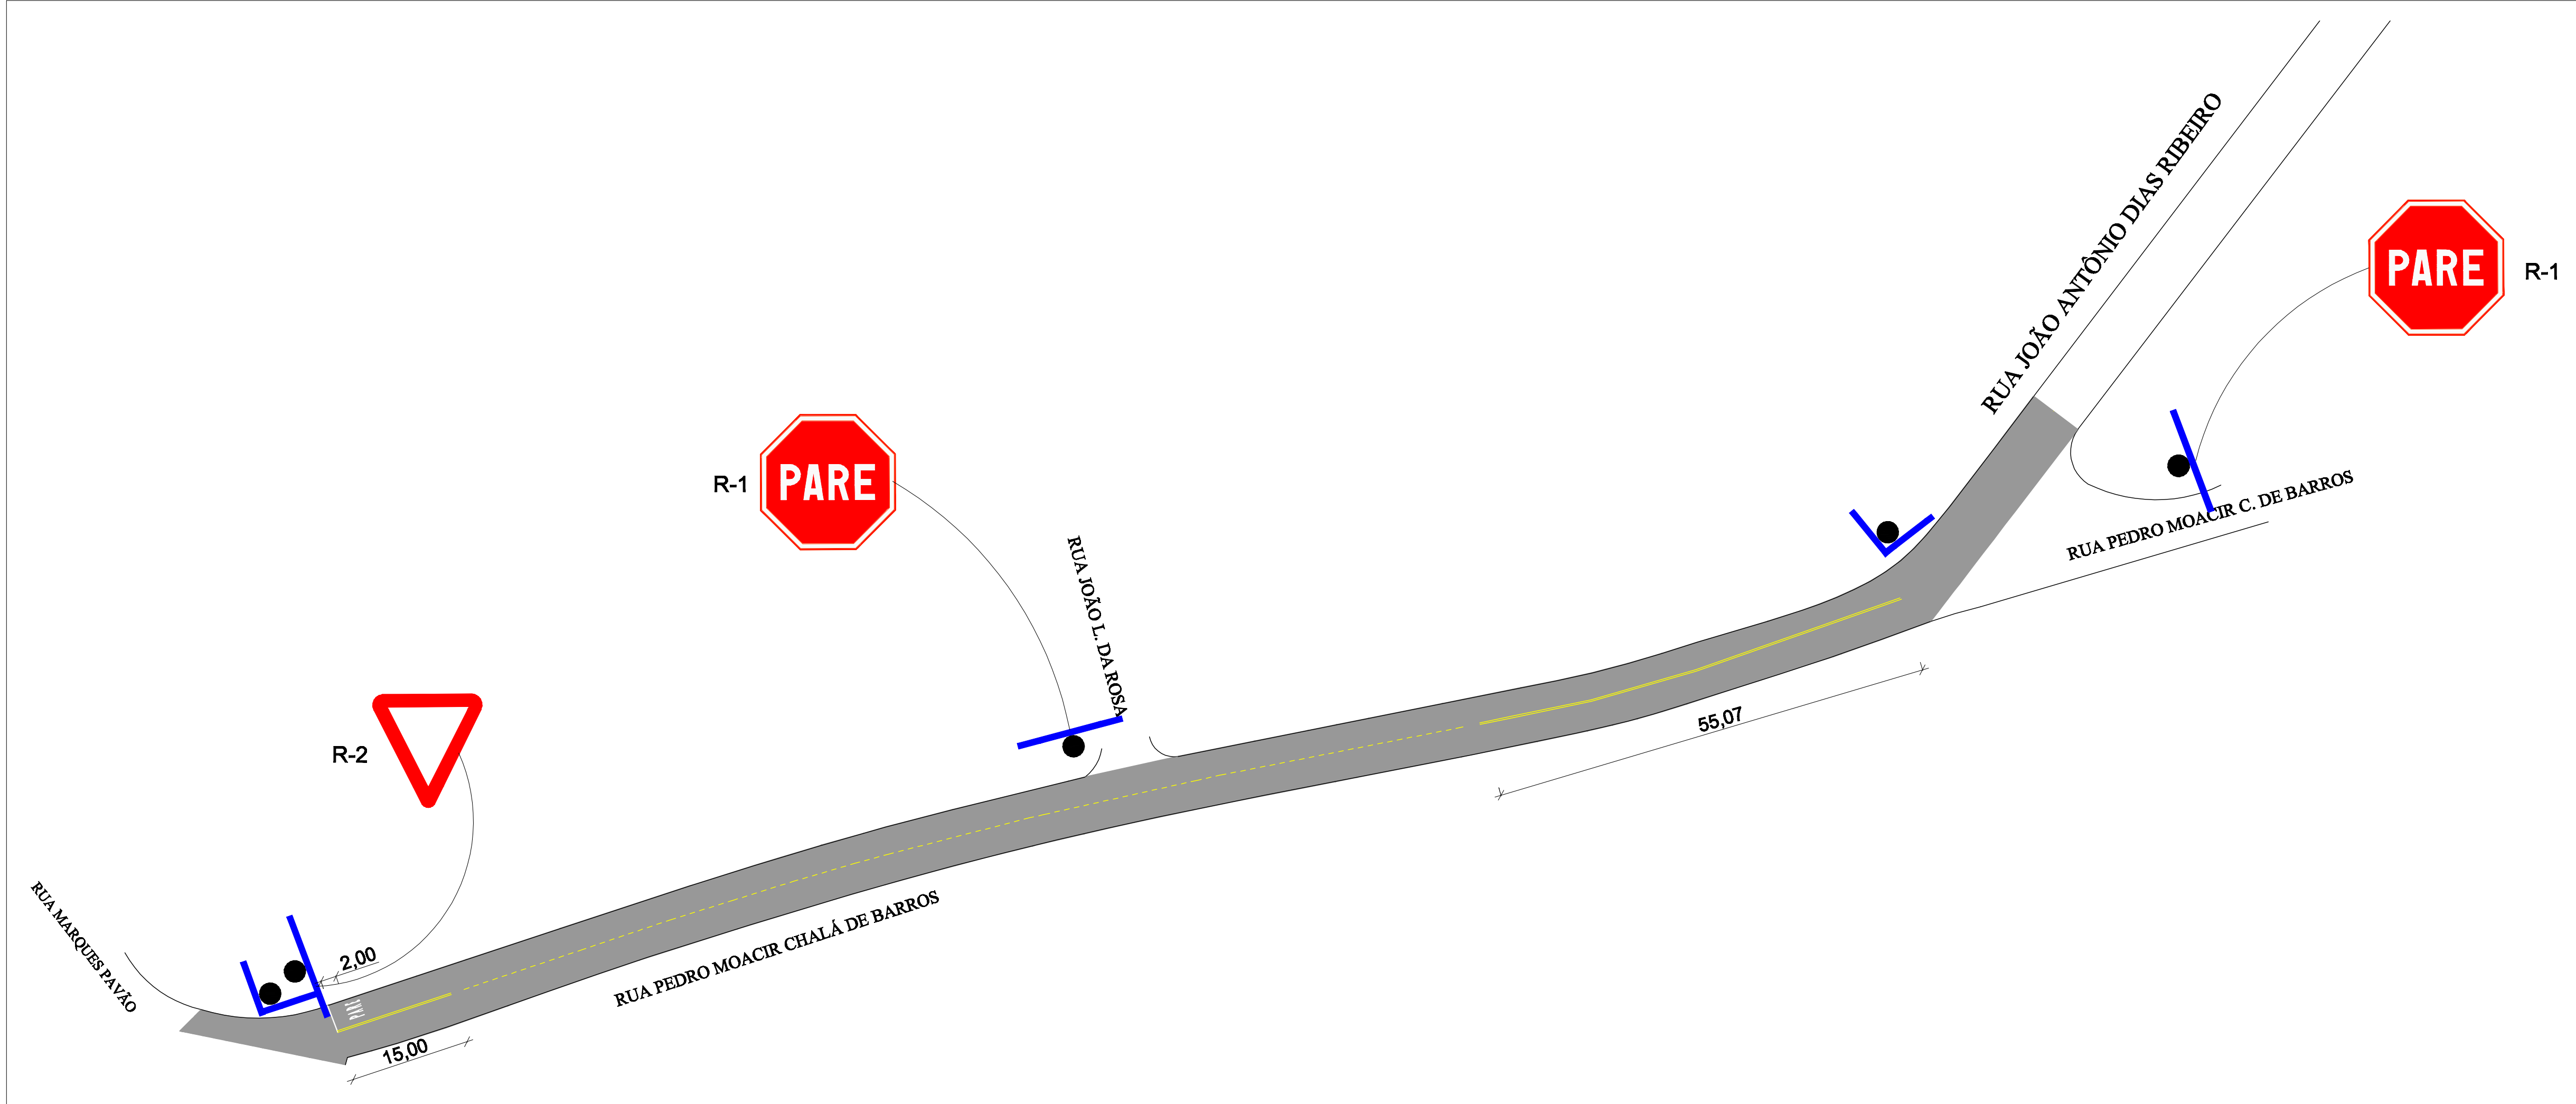 RUA JOÃO ANTÔNIO DIAS RIBEIRO
PARE
R-1
R-1
PARE
RUA PEDRO MOACIR C. DE BARROS
RUA JOÃO L. DA ROSA
R-2
55,07
RUA MARQUES PAVÃO
2,00
PARE
RUA PEDRO MOACIR CHALÁ DE BARROS
15,00